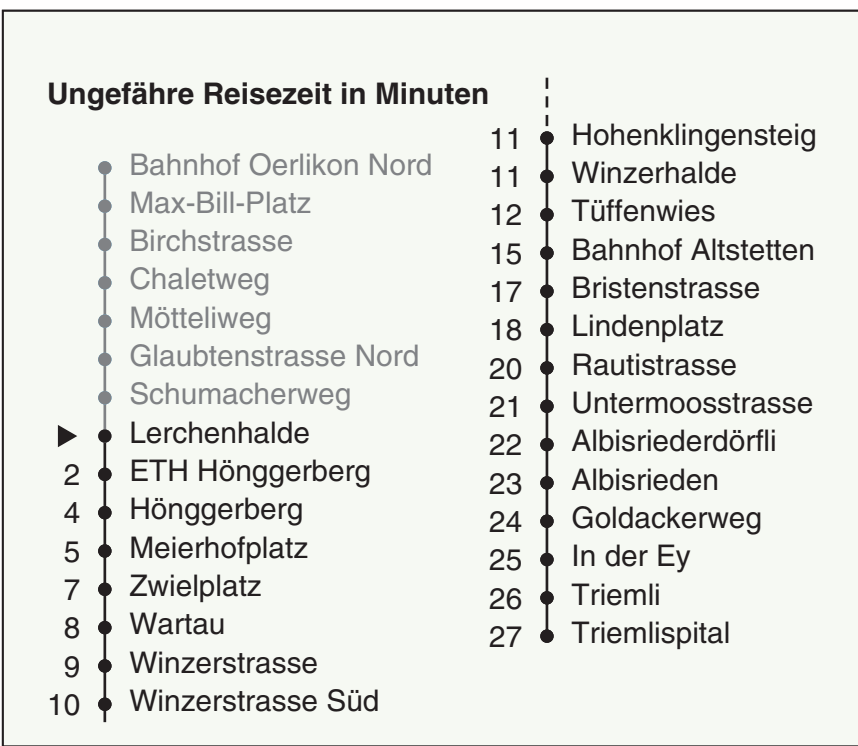 Ungefähre Reisezeit in Minuten
Bahnhof Oerlikon Nord
Max-Bill-Platz
Birchstrasse
Chaletweg
Mötteliweg
Glaubtenstrasse Nord
Schumacherweg
Lerchenhalde
2 ETH Hönggerberg
4 Hönggerberg
5 Meierhofplatz
7 Zwielplatz
8 Wartau
9 Winzerstrasse
10 Winzerstrasse Süd
11 Hohenklingensteig
11 Winzerhalde
12 Tüffenwies
15 Bahnhof Altstetten
17 Bristenstrasse
18 Lindenplatz
20 Rautistrasse
21 Untermoosstrasse
22 Albisriederdörfli
23 Albisrieden
24 Goldackerweg
25 In der Ey
26 Triemli
27 Triemlispital